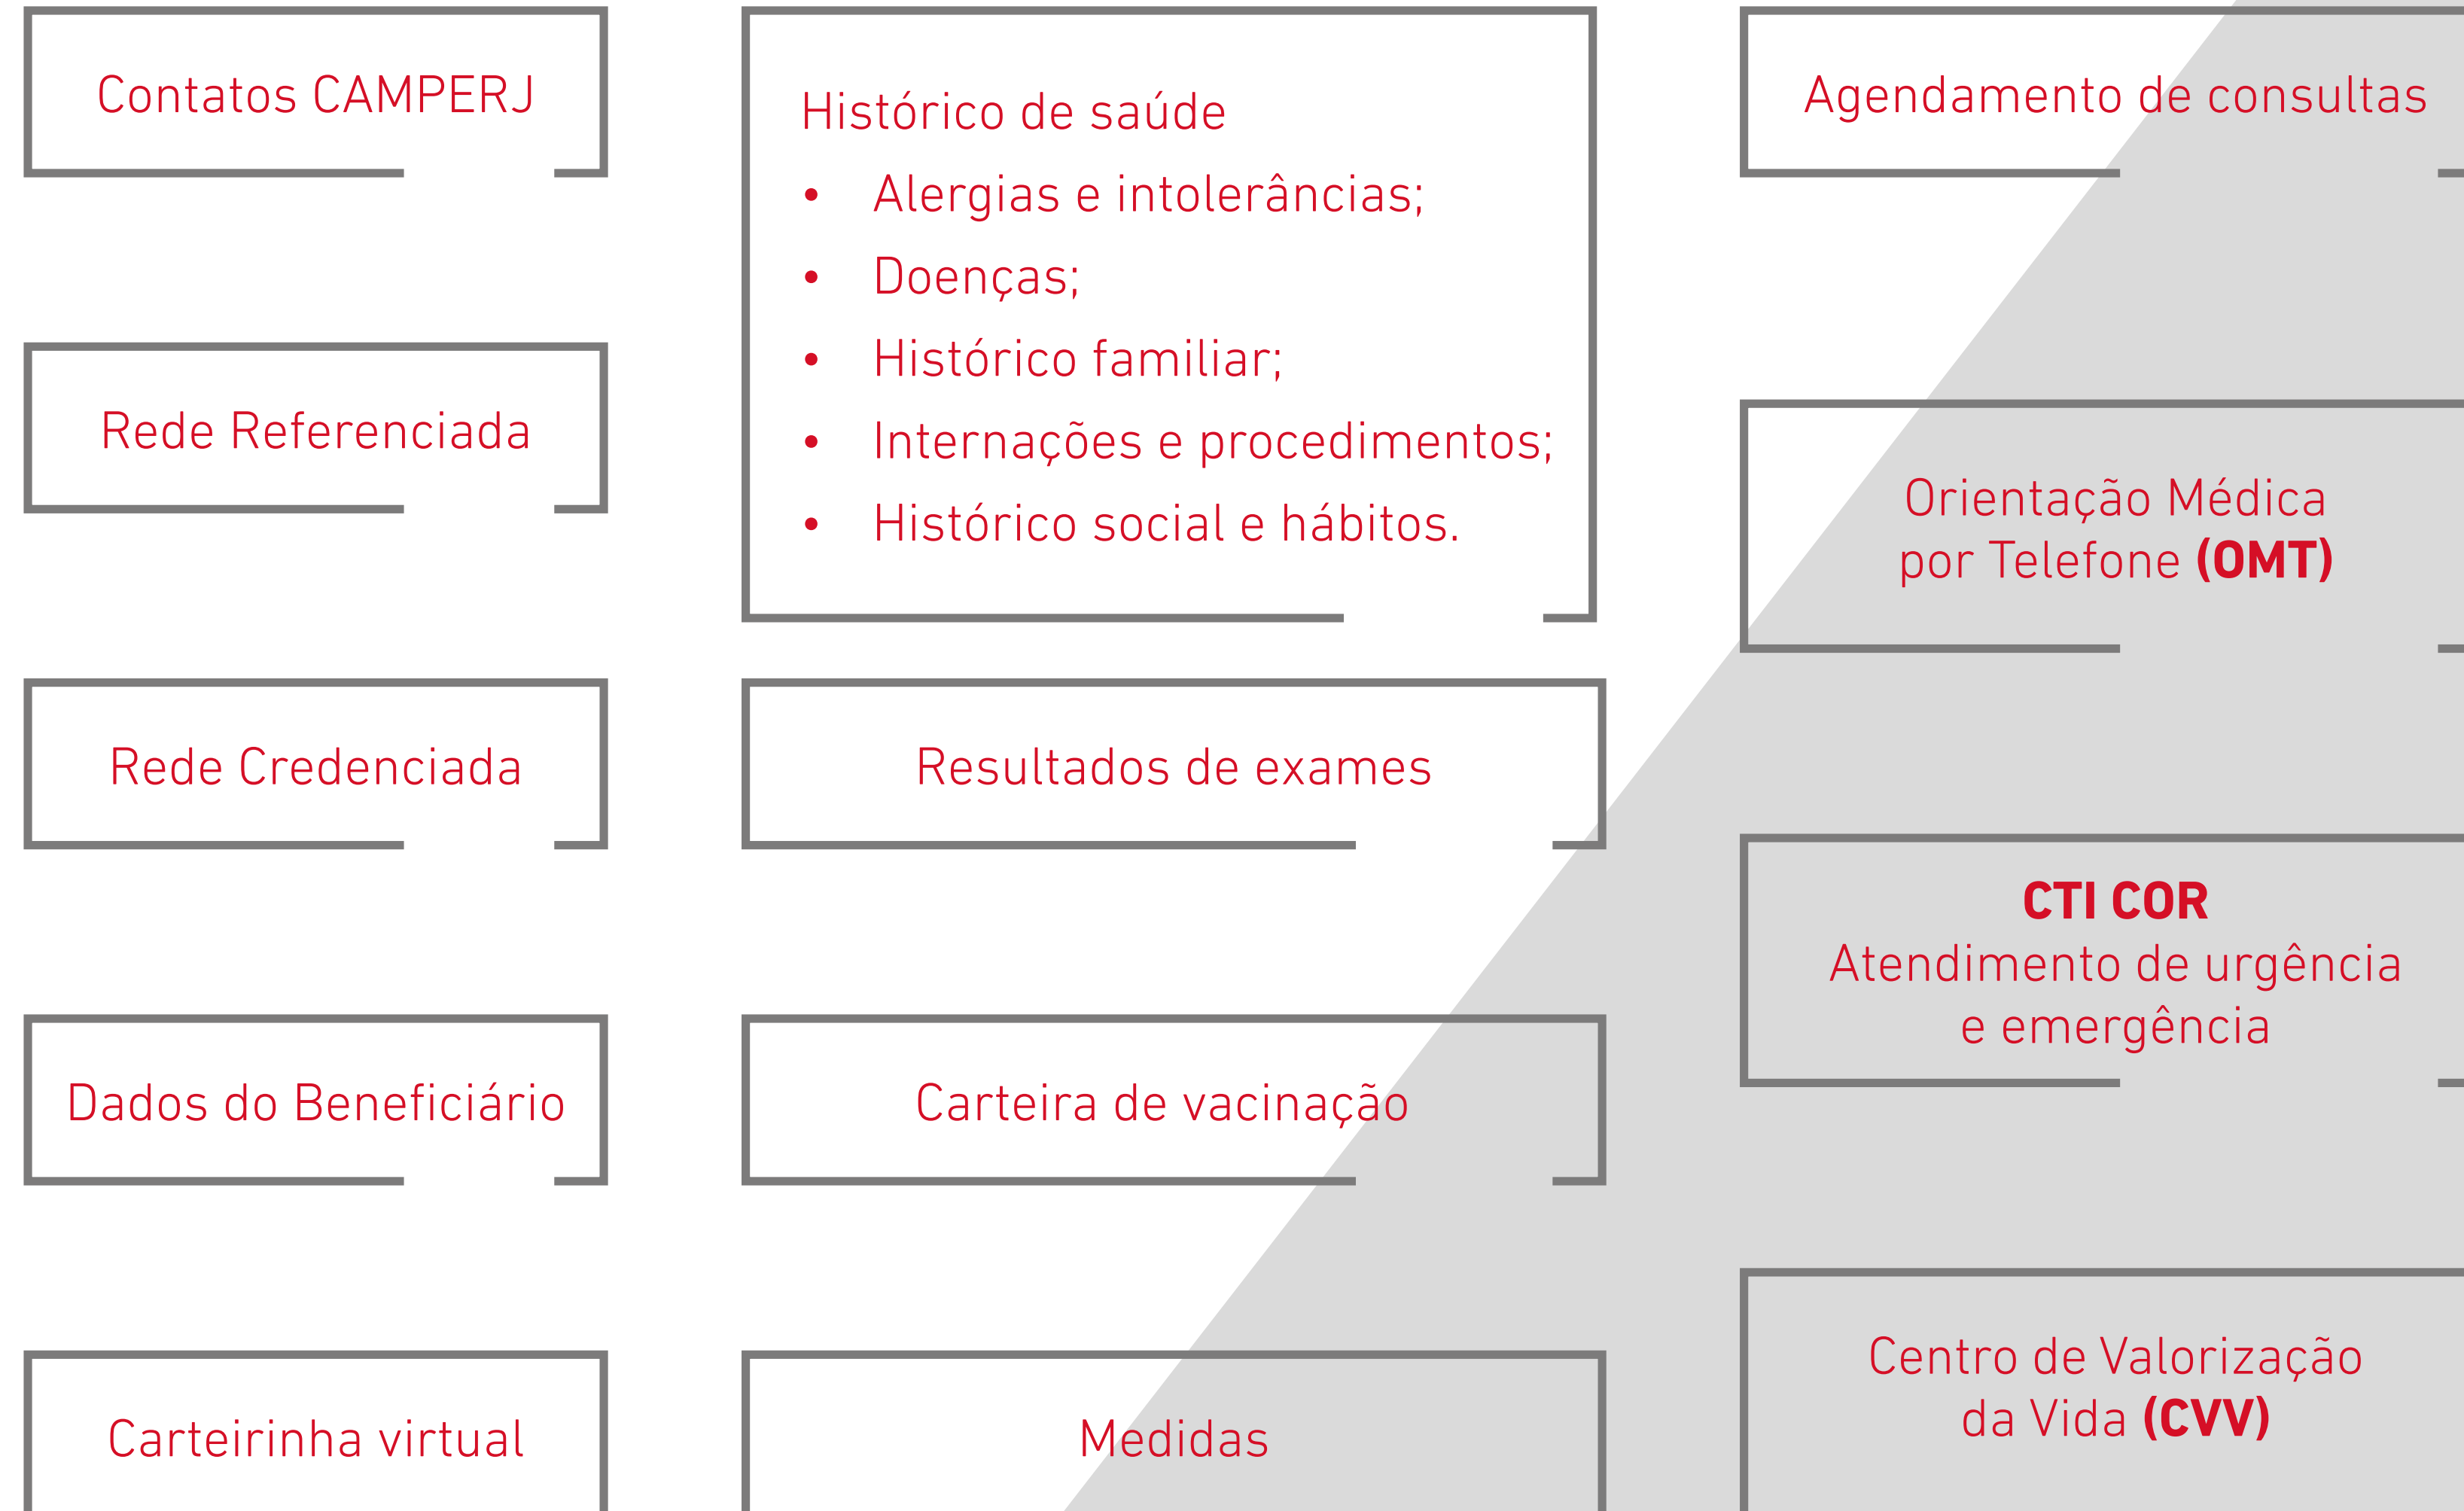 Contatos CAMPERJ
Rede Referenciada
Rede Credenciada
Dados do Beneficiário
Carteirinha virtual
Histórico de saúde
• Alergias e intolerâncias;
• Doenças;
• Histórico familiar;
• Internações e procedimentos;
• Histórico social e hábitos.
Resultados de exames
Carteira de vacinação
Medidas
Agendamento de consultas
Orientação Médica
por Telefone (OMT)
CTI COR
Atendimento de urgência
e emergência
Centro de Valorização
da Vida (CVV)